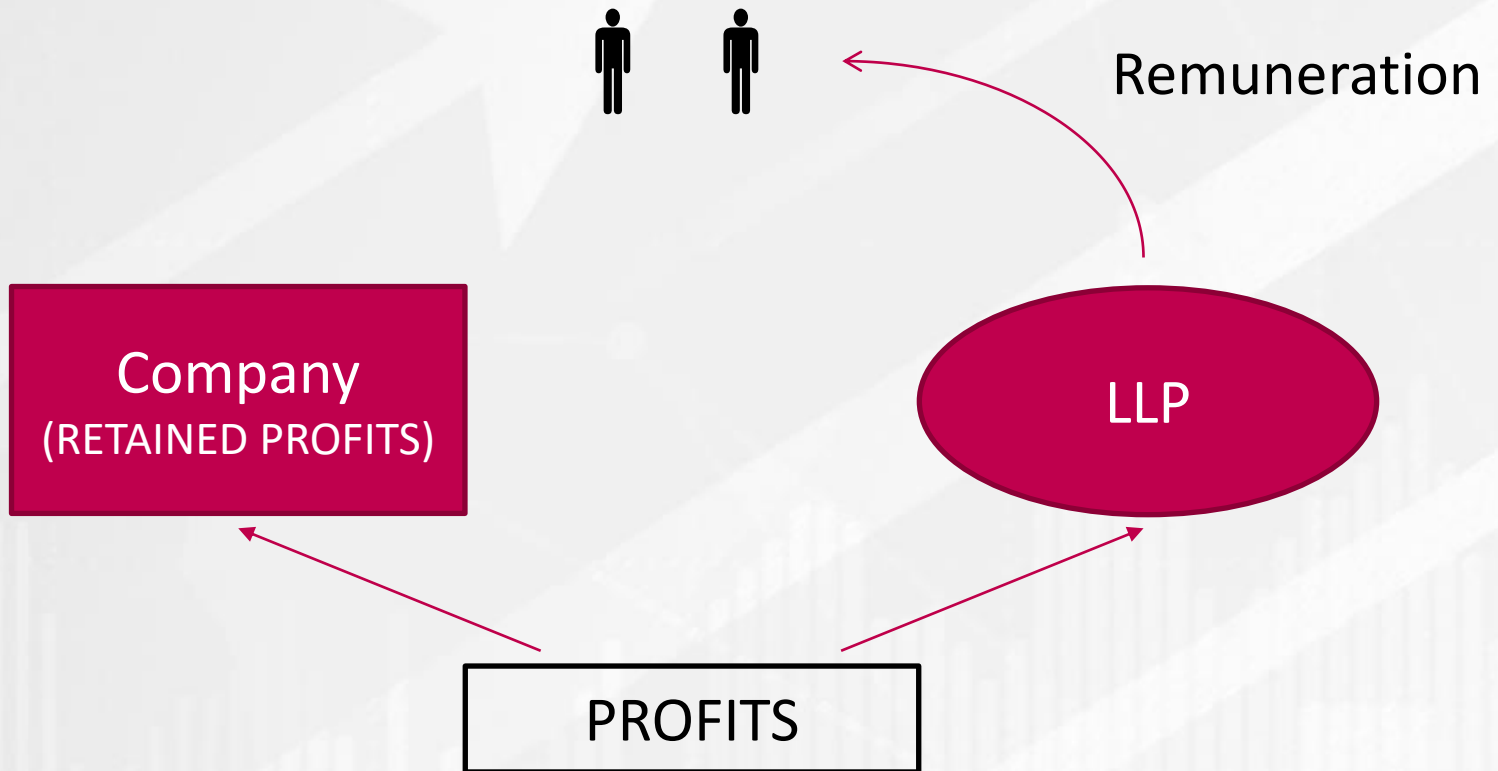 Remuneration
Company
(RETAINED PROFITS)
LLP
PROFITS